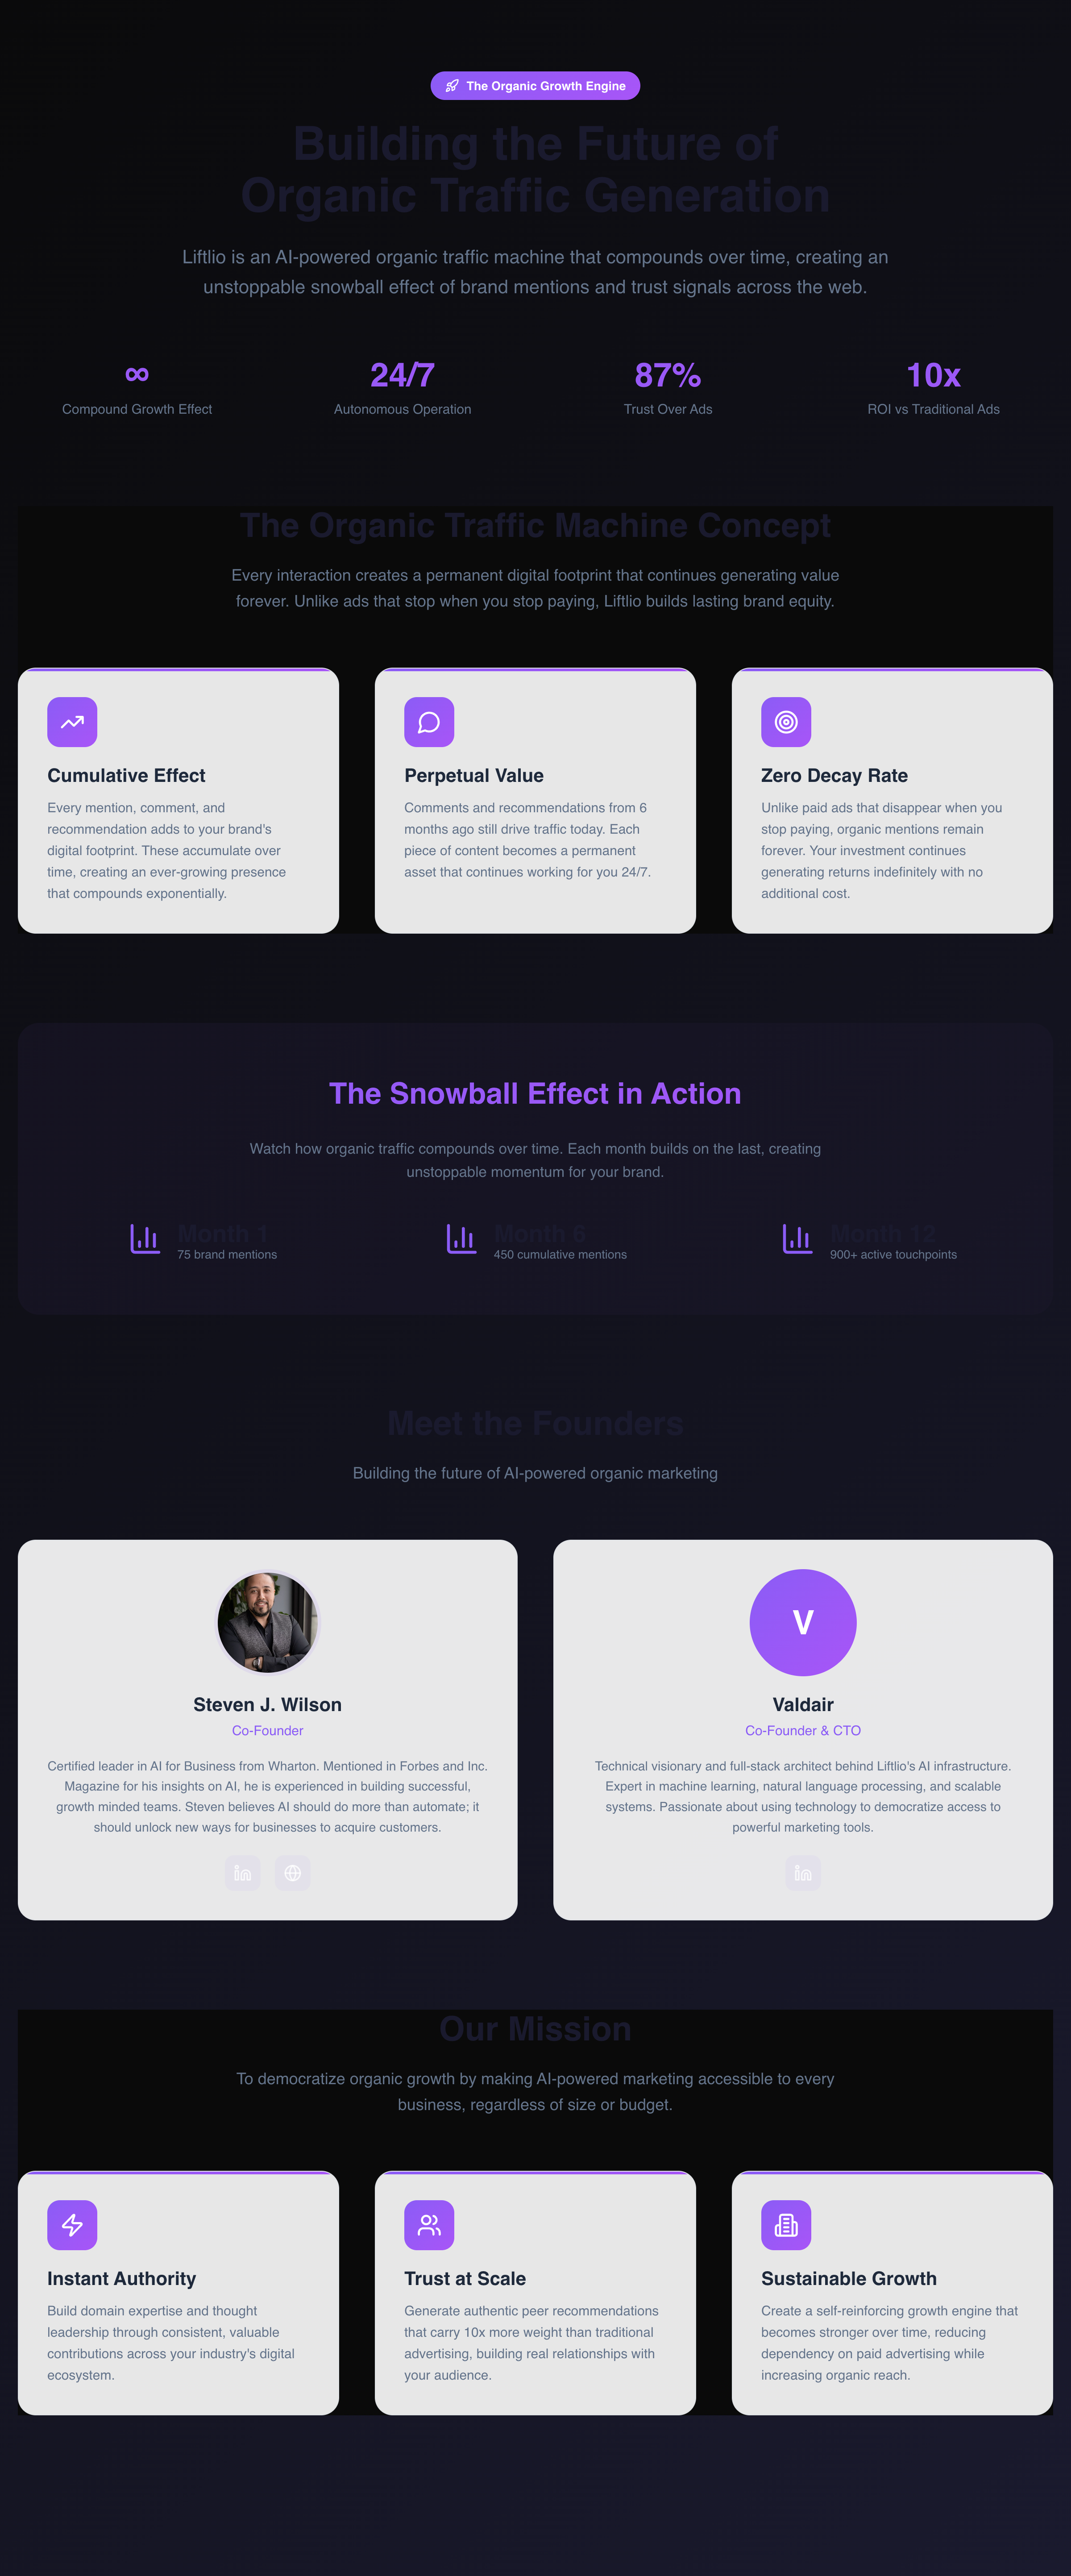 The Organic Growth Engine
Building the Future of
Organic Traffic Generation
Liftlio is an AI-powered organic traffic machine that compounds over time, creating an
unstoppable snowball effect of brand mentions and trust signals across the web.
∞
Compound Growth Effect
24/7
Autonomous Operation
87%
Trust Over Ads
10x
ROI vs Traditional Ads
The Organic Traffic Machine Concept
Every interaction creates a permanent digital footprint that continues generating value
forever. Unlike ads that stop when you stop paying, Liftlio builds lasting brand equity.
Cumulative Effect
Every mention, comment, and
recommendation adds to your brand's
digital footprint. These accumulate over
time, creating an ever-growing presence
that compounds exponentially.
Perpetual Value
Comments and recommendations from 6
months ago still drive traffic today. Each
piece of content becomes a permanent
asset that continues working for you 24/7.
Zero Decay Rate
Unlike paid ads that disappear when you
stop paying, organic mentions remain
forever. Your investment continues
generating returns indefinitely with no
additional cost.
The Snowball Effect in Action
Watch how organic traffic compounds over time. Each month builds on the last, creating
unstoppable momentum for your brand.
Month 1
75 brand mentions
Month 6
450 cumulative mentions
Month 12
900+ active touchpoints
Meet the Founders
Building the future of AI-powered organic marketing
Steven J. Wilson
Co-Founder
Certified leader in AI for Business from Wharton. Mentioned in Forbes and Inc.
Magazine for his insights on AI, he is experienced in building successful,
growth minded teams. Steven believes AI should do more than automate; it
should unlock new ways for businesses to acquire customers.
V
Valdair
Co-Founder & CTO
Technical visionary and full-stack architect behind Liftlio's AI infrastructure.
Expert in machine learning, natural language processing, and scalable
systems. Passionate about using technology to democratize access to
powerful marketing tools.
Our Mission
To democratize organic growth by making AI-powered marketing accessible to every
business, regardless of size or budget.
Instant Authority
Build domain expertise and thought
leadership through consistent, valuable
contributions across your industry's digital
ecosystem.
Trust at Scale
Generate authentic peer recommendations
that carry 10x more weight than traditional
advertising, building real relationships with
your audience.
Sustainable Growth
Create a self-reinforcing growth engine that
becomes stronger over time, reducing
dependency on paid advertising while
increasing organic reach.